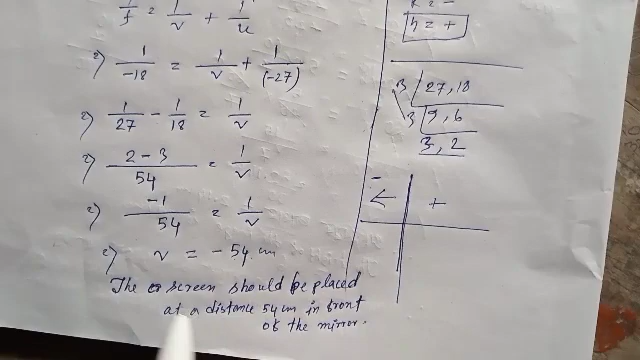 1/f = 1/v + 1/u
⇒ 1/-18 = 1/v + 1/(-27)
⇒ 1/27 - 1/18 = 1/v
⇒ 2-3/54 = 1/v
⇒ -1/54 = 1/v
⇒ v = -54 cm
The screen should be placed
at a distance 54 cm in front
of the mirror.
h = +
3 27, 18
3 9, 6
3, 2
- +